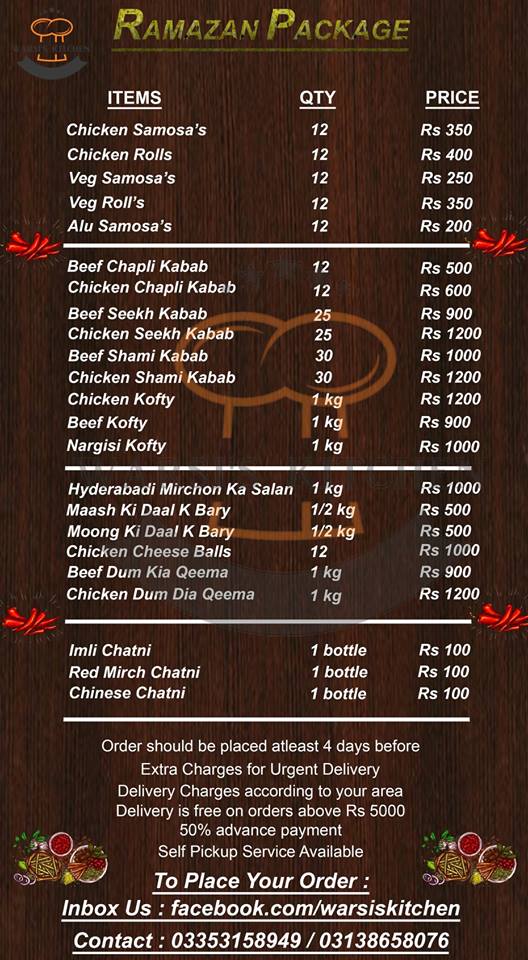 WARSI'S KITCHEN
RAMAZAN PACKAGE
ITEMS QTY PRICE
Chicken Samosa's 12 Rs 350
Chicken Rolls 12 Rs 400
Veg Samosa's 12 Rs 250
Veg Roll's 12 Rs 350
Alu Samosa's 12 Rs 200
Beef Chapli Kabab 12 Rs 500
Chicken Chapli Kabab 12 Rs 600
Beef Seekh Kabab 25 Rs 900
Chicken Seekh Kabab 25 Rs 1200
Beef Shami Kabab 30 Rs 1000
Chicken Shami Kabab 30 Rs 1200
Chicken Kofty 1 kg Rs 1200
Beef Kofty 1 kg Rs 900
Nargisi Kofty 1 kg Rs 1000
WARSI'S KITCHEN
Hyderabadi Mirchon Ka Salan 1 kg Rs 1000
Maash Ki Daal K Bary 1/2 kg Rs 500
Moong Ki Daal K Bary 1/2 kg Rs 500
Chicken Cheese Balls 12 Rs 1000
Beef Dum Kia Qeema 1 kg Rs 900
Chicken Dum Dia Qeema 1 kg Rs 1200
Imli Chatni 1 bottle Rs 100
Red Mirch Chatni 1 bottle Rs 100
Chinese Chatni 1 bottle Rs 100
Order should be placed atleast 4 days before
Extra Charges for Urgent Delivery
Delivery Charges according to your area
Delivery is free on orders above Rs 5000
50% advance payment
Self Pickup Service Available
To Place Your Order :
Inbox Us : facebook.com/warsiskitchen
Contact : 03353158949 / 03138658076